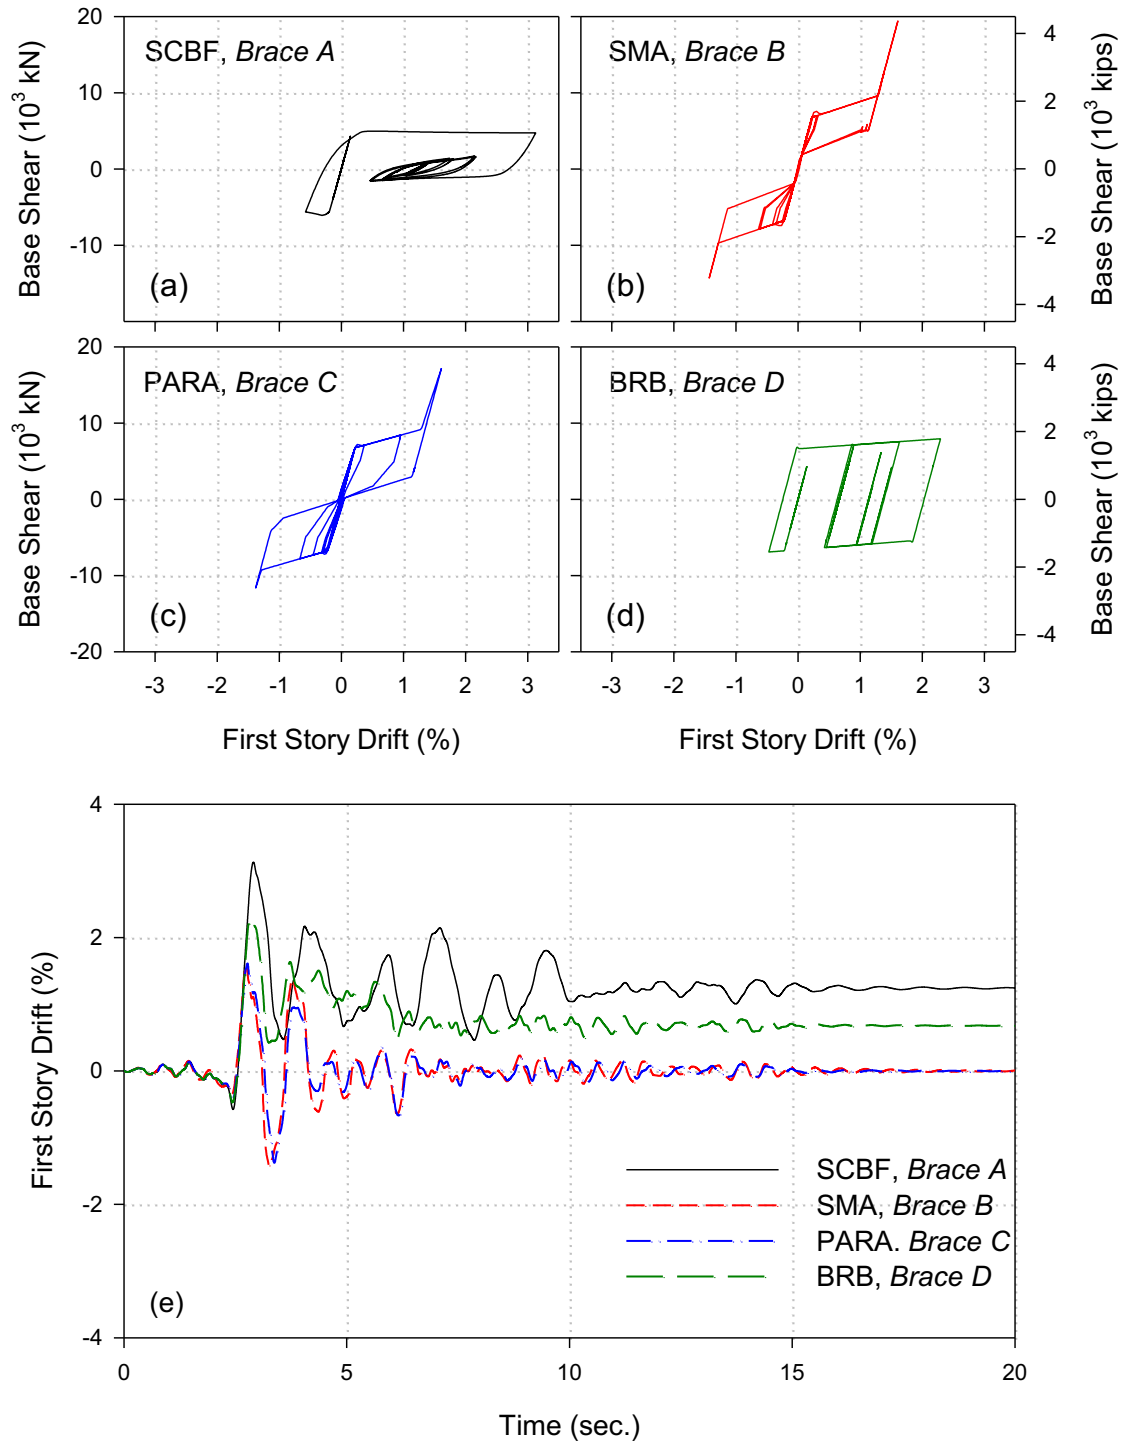 20
10
0
-10
Base Shear (10³ kN)
SCBF, Brace A
(a)
SMA, Brace B
(b)
4
2
0
-2
-4
Base Shear (10³ kips)
20
10
0
-10
-20
Base Shear (10³ kN)
PARA, Brace C
(c)
BRB, Brace D
(d)
4
2
0
-2
-4
Base Shear (10³ kips)
-3 -2 -1 0 1 2 3
-3 -2 -1 0 1 2 3
First Story Drift (%)
First Story Drift (%)
4
2
0
-2
-4
First Story Drift (%)
SCBF, Brace A
SMA, Brace B
PARA. Brace C
BRB, Brace D
(e)
0 5 10 15 20
Time (sec.)